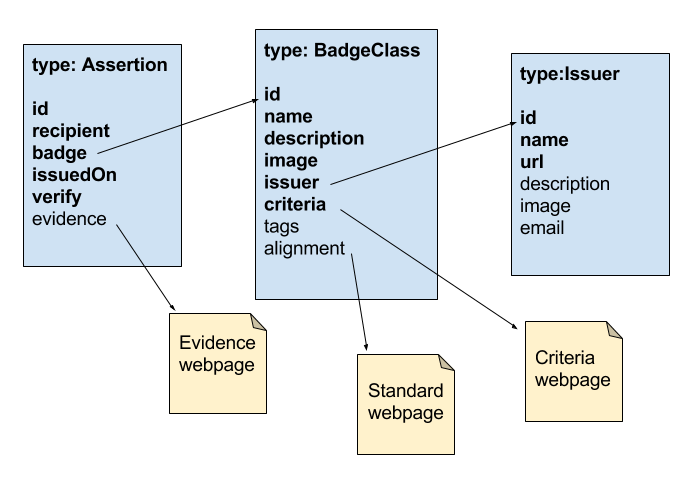 type: Assertion
id
recipient
badge
issuedOn
verify
evidence
type: BadgeClass
id
name
description
image
issuer
criteria
tags
alignment
type:Issuer
id
name
url
description
image
email
Evidence
webpage
Standard
webpage
Criteria
webpage